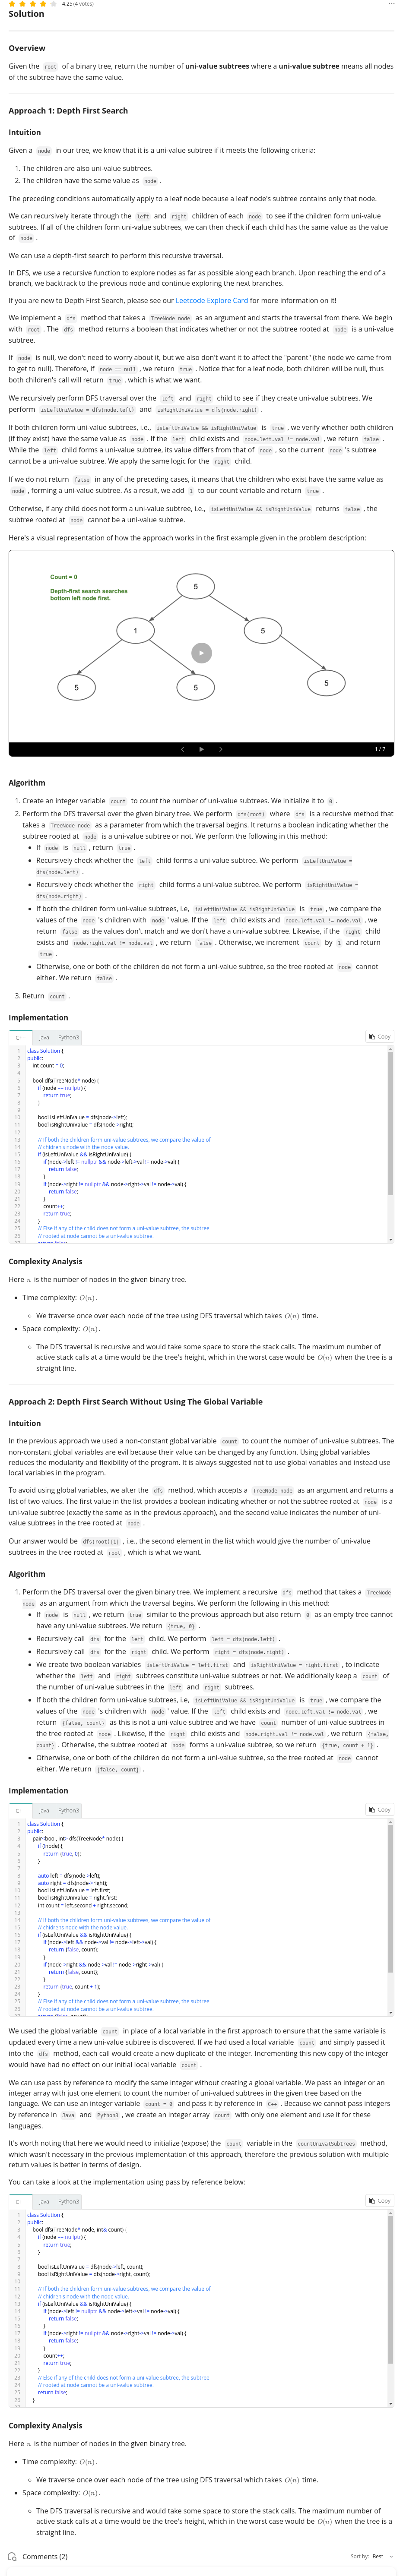 4.25 (4 votes)
Solution
Overview
Given the root of a binary tree, return the number of uni-value subtrees where a uni-value subtree means all nodes
of the subtree have the same value.
Approach 1: Depth First Search
Intuition
Given a node in our tree, we know that it is a uni-value subtree if it meets the following criteria:
1. The children are also uni-value subtrees.
2. The children have the same value as node .
The preceding conditions automatically apply to a leaf node because a leaf node's subtree contains only that node.
We can recursively iterate through the left and right children of each node to see if the children form uni-value
subtrees. If all of the children form uni-value subtrees, we can then check if each child has the same value as the value
of node .
We can use a depth-first search to perform this recursive traversal.
In DFS, we use a recursive function to explore nodes as far as possible along each branch. Upon reaching the end of a
branch, we backtrack to the previous node and continue exploring the next branches.
If you are new to Depth First Search, please see our Leetcode Explore Card for more information on it!
We implement a dfs method that takes a TreeNode node as an argument and starts the traversal from there. We begin
with root . The dfs method returns a boolean that indicates whether or not the subtree rooted at node is a uni-value
subtree.
If node is null, we don't need to worry about it, but we also don't want it to affect the "parent" (the node we came from
to get to null). Therefore, if node == null , we return true . Notice that for a leaf node, both children will be null, thus
both children's call will return true , which is what we want.
We recursively perform DFS traversal over the left and right child to see if they create uni-value subtrees. We
perform isLeftUniValue = dfs(node.left) and isRightUniValue = dfs(node.right) .
If both children form uni-value subtrees, i.e., isLeftUniValue && isRightUniValue is true , we verify whether both children
(if they exist) have the same value as node . If the left child exists and node.left.val != node.val , we return false .
While the left child forms a uni-value subtree, its value differs from that of node , so the current node 's subtree
cannot be a uni-value subtree. We apply the same logic for the right child.
If we do not return false in any of the preceding cases, it means that the children who exist have the same value as
node , forming a uni-value subtree. As a result, we add 1 to our count variable and return true .
Otherwise, if any child does not form a uni-value subtree, i.e., isLeftUniValue && isRightUniValue returns false , the
subtree rooted at node cannot be a uni-value subtree.
Here's a visual representation of how the approach works in the first example given in the problem description:
Count = 0
Depth-first search searches
bottom left node first.
5
1
5
5
5
5
1 / 7
Algorithm
1. Create an integer variable count to count the number of uni-value subtrees. We initialize it to 0 .
2. Perform the DFS traversal over the given binary tree. We perform dfs(root) where dfs is a recursive method that
takes a TreeNode node as a parameter from which the traversal begins. It returns a boolean indicating whether the
subtree rooted at node is a uni-value subtree or not. We perform the following in this method:
If node is null , return true .
Recursively check whether the left child forms a uni-value subtree. We perform isLeftUniValue =
dfs(node.left) .
Recursively check whether the right child forms a uni-value subtree. We perform isRightUniValue =
dfs(node.right) .
If both the children form uni-value subtrees, i.e, isLeftUniValue && isRightUniValue is true , we compare the
values of the node 's children with node ' value. If the left child exists and node.left.val != node.val , we
return false as the values don't match and we don't have a uni-value subtree. Likewise, if the right child
exists and node.right.val != node.val , we return false . Otherwise, we increment count by 1 and return
true .
Otherwise, one or both of the children do not form a uni-value subtree, so the tree rooted at node cannot
either. We return false .
3. Return count .
Implementation
C++ Java Python3 Copy
1 class Solution {
2 public:
3 int count = 0;
4
5 bool dfs(TreeNode* node) {
6 if (node == nullptr) {
7 return true;
8 }
9
10 bool isLeftUniValue = dfs(node->left);
11 bool isRightUniValue = dfs(node->right);
12
13 // If both the children form uni-value subtrees, we compare the value of
14 // chidren's node with the node value.
15 if (isLeftUniValue && isRightUniValue) {
16 if (node->left != nullptr && node->left->val != node->val) {
17 return false;
18 }
19 if (node->right != nullptr && node->right->val != node->val) {
20 return false;
21 }
22 count++;
23 return true;
24 }
25 // Else if any of the child does not form a uni-value subtree, the subtree
26 // rooted at node cannot be a uni-value subtree.
Complexity Analysis
Here n is the number of nodes in the given binary tree.
Time complexity: O(n).
We traverse once over each node of the tree using DFS traversal which takes O(n) time.
Space complexity: O(n).
The DFS traversal is recursive and would take some space to store the stack calls. The maximum number of
active stack calls at a time would be the tree's height, which in the worst case would be O(n) when the tree is a
straight line.
Approach 2: Depth First Search Without Using The Global Variable
Intuition
In the previous approach we used a non-constant global variable count to count the number of uni-value subtrees. The
non-constant global variables are evil because their value can be changed by any function. Using global variables
reduces the modularity and flexibility of the program. It is always suggested not to use global variables and instead use
local variables in the program.
To avoid using global variables, we alter the dfs method, which accepts a TreeNode node as an argument and returns a
list of two values. The first value in the list provides a boolean indicating whether or not the subtree rooted at node is a
uni-value subtree (exactly the same as in the previous approach), and the second value indicates the number of uni-
value subtrees in the tree rooted at node .
Our answer would be dfs(root)[1] , i.e., the second element in the list which would give the number of uni-value
subtrees in the tree rooted at root , which is what we want.
Algorithm
1. Perform the DFS traversal over the given binary tree. We implement a recursive dfs method that takes a TreeNode
node as an argument from which the traversal begins. We perform the following in this method:
If node is null , we return true similar to the previous approach but also return 0 as an empty tree cannot
have any uni-value subtrees. We return {true, 0} .
Recursively call dfs for the left child. We perform left = dfs(node.left) .
Recursively call dfs for the right child. We perform right = dfs(node.right) .
We create two boolean variables isLeftUniValue = left.first and isRightUniValue = right.first , to indicate
whether the left and right subtrees constitute uni-value subtrees or not. We additionally keep a count of
the number of uni-value subtrees in the left and right subtrees.
If both the children form uni-value subtrees, i.e, isLeftUniValue && isRightUniValue is true , we compare the
values of the node 's children with node ' value. If the left child exists and node.left.val != node.val , we
return {false, count} as this is not a uni-value subtree and we have count number of uni-value subtrees in
the tree rooted at node . Likewise, if the right child exists and node.right.val != node.val , we return {false,
count} . Otherwise, the subtree rooted at node forms a uni-value subtree, so we return {true, count + 1} .
Otherwise, one or both of the children do not form a uni-value subtree, so the tree rooted at node cannot
either. We return {false, count} .
Implementation
C++ Java Python3 Copy
1 class Solution {
2 public:
3 pair<bool, int> dfs(TreeNode* node) {
4 if (!node) {
5 return {true, 0};
6 }
7
8 auto left = dfs(node->left);
9 auto right = dfs(node->right);
10 bool isLeftUniValue = left.first;
11 bool isRightUniValue = right.first;
12 int count = left.second + right.second;
13
14 // If both the children form uni-value subtrees, we compare the value of
15 // chidrens node with the node value.
16 if (isLeftUniValue && isRightUniValue) {
17 if (node->left && node->val != node->left->val) {
18 return {false, count};
19 }
20 if (node->right && node->val != node->right->val) {
21 return {false, count};
22 }
23 return {true, count + 1};
24 }
25 // Else if any of the child does not form a uni-value subtree, the subtree
26 // rooted at node cannot be a uni-value subtree.
We used the global variable count in place of a local variable in the first approach to ensure that the same variable is
updated every time a new uni-valued subtree is discovered. If we had used a local variable count and simply passed it
into the dfs method, each call would create a new duplicate of the integer. Incrementing this new copy of the integer
would have had no effect on our initial local variable count .
We can use pass by reference to modify the same integer without creating a global variable. We pass an integer or an
integer array with just one element to count the number of uni-valued subtrees in the given tree based on the
language. We can use an integer variable count = 0 and pass it by reference in C++ . Because we cannot pass integers
by reference in Java and Python3 , we create an integer array count with only one element and use it for these
languages.
It's worth noting that here we would need to initialize (expose) the count variable in the countUnivalSubtrees method,
which wasn't necessary in the previous implementation of this approach, therefore the previous solution with multiple
return values is better in terms of design.
You can take a look at the implementation using pass by reference below:
C++ Java Python3 Copy
1 class Solution {
2 public:
3 bool dfs(TreeNode* node, int& count) {
4 if (node == nullptr) {
5 return true;
6 }
7
8 bool isLeftUniValue = dfs(node->left, count);
9 bool isRightUniValue = dfs(node->right, count);
10
11 // If both the children form uni-value subtrees, we compare the value of
12 // chidren's node with the node value.
13 if (isLeftUniValue && isRightUniValue) {
14 if (node->left != nullptr && node->left->val != node->val) {
15 return false;
16 }
17 if (node->right != nullptr && node->right->val != node->val) {
18 return false;
19 }
20 count++;
21 return true;
22 }
23 // Else if any of the child does not form a uni-value subtree, the subtree
24 // rooted at node cannot be a uni-value subtree.
25 return false;
26 }
Complexity Analysis
Here n is the number of nodes in the given binary tree.
Time complexity: O(n).
We traverse once over each node of the tree using DFS traversal which takes O(n) time.
Space complexity: O(n).
The DFS traversal is recursive and would take some space to store the stack calls. The maximum number of
active stack calls at a time would be the tree's height, which in the worst case would be O(n) when the tree is a
straight line.
Comments (2) Sort by: Best